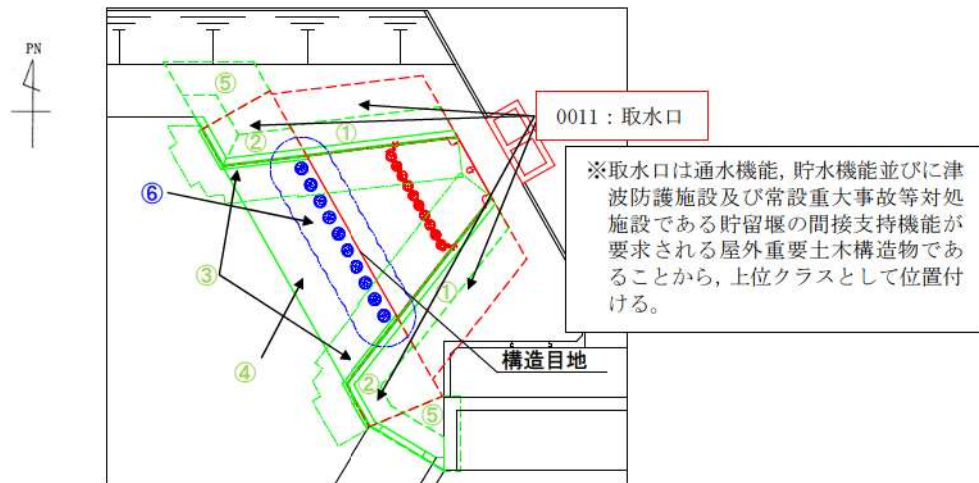 PN
⑤
①
②
0011：取水口
※取水口は通水機能，貯水機能並びに津
波防護施設及び常設重大事故等対処
施設である貯留堰の間接支持機能が
要求される屋外重要土木構造物であ
ることから，上位クラスとして位置付
ける。
⑥
③
①
④
構造目地
②
⑤